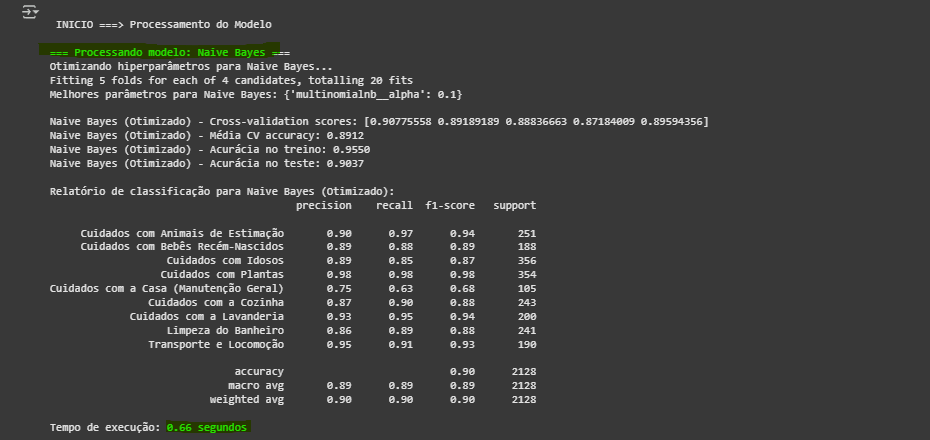 INICIO ===> Processamento do Modelo
=== Processando modelo: Naive Bayes ===
Otimizando hiperparâmetros para Naive Bayes...
Fitting 5 folds for each of 4 candidates, totalling 20 fits
Melhores parâmetros para Naive Bayes: {'multinomialnb__alpha': 0.1}
Naive Bayes (Otimizado) - Cross-validation scores: [0.90775558 0.89189189 0.88836663 0.87184009 0.89594356]
Naive Bayes (Otimizado) - Média CV accuracy: 0.8912
Naive Bayes (Otimizado) - Acurácia no treino: 0.9550
Naive Bayes (Otimizado) - Acurácia no teste: 0.9037
Relatório de classificação para Naive Bayes (Otimizado):
precision recall f1-score support
Cuidados com Animais de Estimação 0.90 0.97 0.94 251
Cuidados com Bebês Recém-Nascidos 0.89 0.88 0.89 188
Cuidados com Idosos 0.89 0.85 0.87 356
Cuidados com Plantas 0.98 0.98 0.98 354
Cuidados com a Casa (Manutenção Geral) 0.75 0.63 0.68 105
Cuidados com a Cozinha 0.87 0.90 0.88 243
Cuidados com a Lavanderia 0.93 0.95 0.94 200
Limpeza do Banheiro 0.86 0.89 0.88 241
Transporte e Locomoção 0.95 0.91 0.93 190
accuracy 0.90 2128
macro avg 0.89 0.89 0.89 2128
weighted avg 0.90 0.90 0.90 2128
Tempo de execução: 0.66 segundos